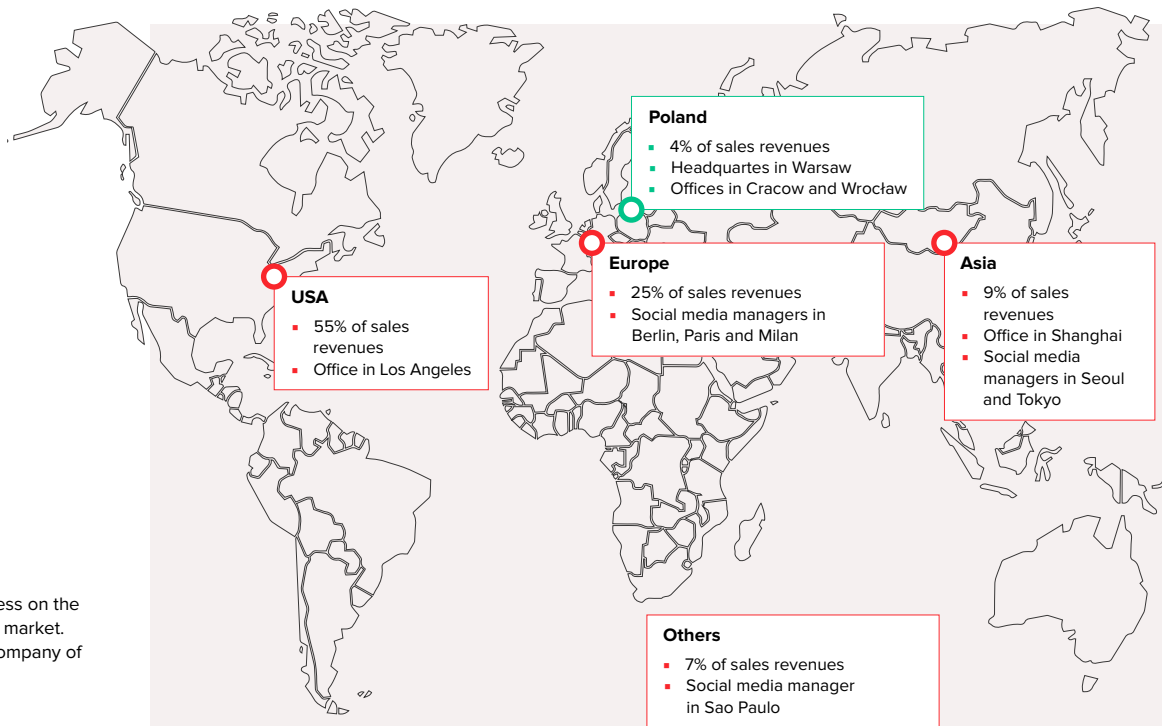 Poland
▪ 4% of sales revenues
▪ Headquartes in Warsaw
▪ Offices in Cracow and Wrocław
Europe
▪ 25% of sales revenues
▪ Social media managers in
Berlin, Paris and Milan
Asia
▪ 9% of sales
revenues
▪ Office in Shanghai
▪ Social media
managers in Seoul
and Tokyo
USA
▪ 55% of sales
revenues
▪ Office in Los Angeles
ess on the
market.
ompany of
Others
▪ 7% of sales revenues
▪ Social media manager
in Sao Paulo